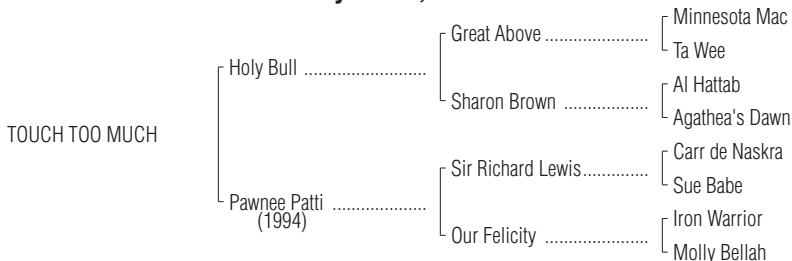 Minnesota Mac
Great Above ........................
Ta Wee
Holy Bull ............................
Al Hattab
Sharon Brown ...................
Agathea's Dawn
TOUCH TOO MUCH
Carr de Naskra
Sir Richard Lewis...............
Sue Babe
Pawnee Patti .....................
(1994)
Iron Warrior
Our Felicity ........................
Molly Bellah